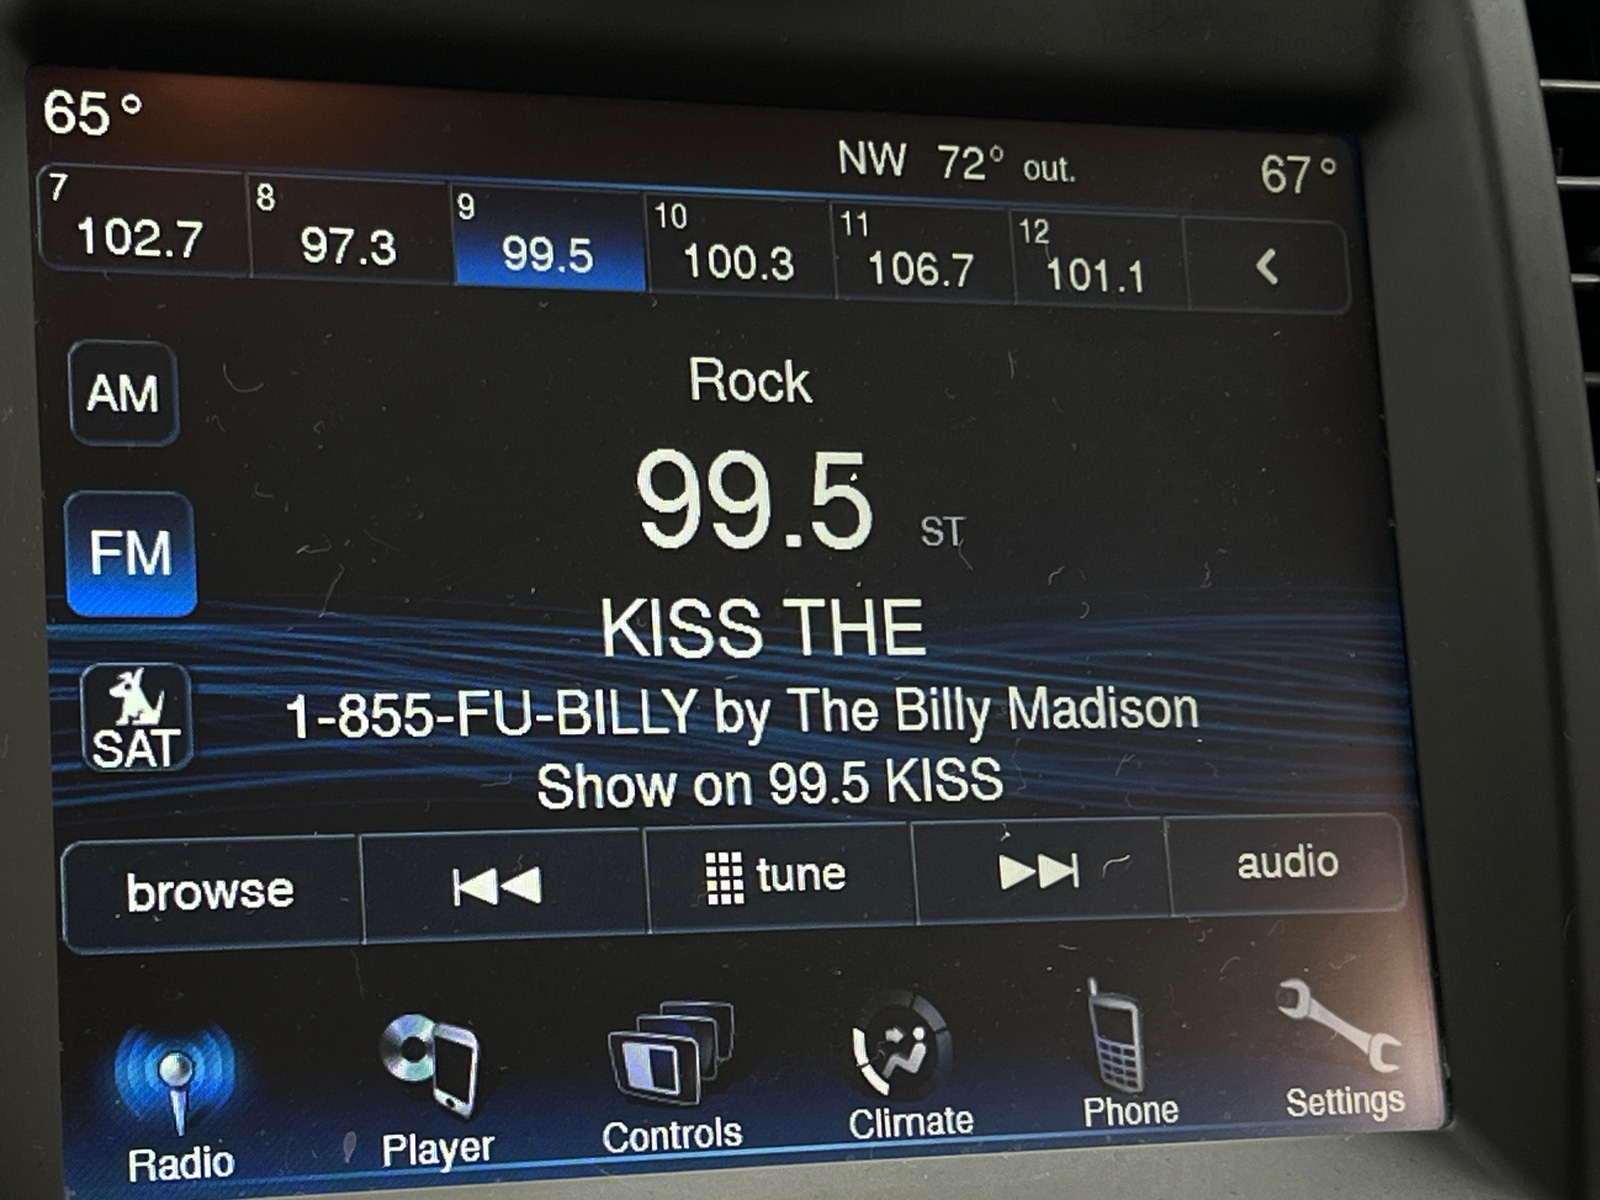 65°
NW 72° out.
67°
7 102.7
8 97.3
9 99.5
10 100.3
11 106.7
12 101.1
AM
Rock
99.5 ST
FM
KISS THE
SAT
1-855-FU-BILLY by The Billy Madison
Show on 99.5 KISS
browse
tune
audio
Radio
Player
Controls
Climate
Phone
Settings